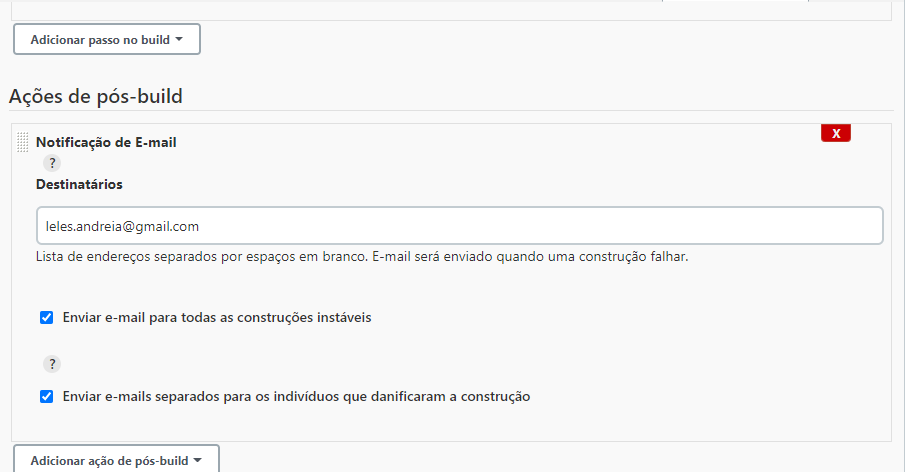 Adicionar passo no build
Ações de pós-build
Notificação de E-mail
X
?
Destinatários
leles.andreia@gmail.com
Lista de endereços separados por espaços em branco. E-mail será enviado quando uma construção falhar.
Enviar e-mail para todas as construções instáveis
?
Enviar e-mails separados para os indivíduos que danificaram a construção
Adicionar ação de pós-build